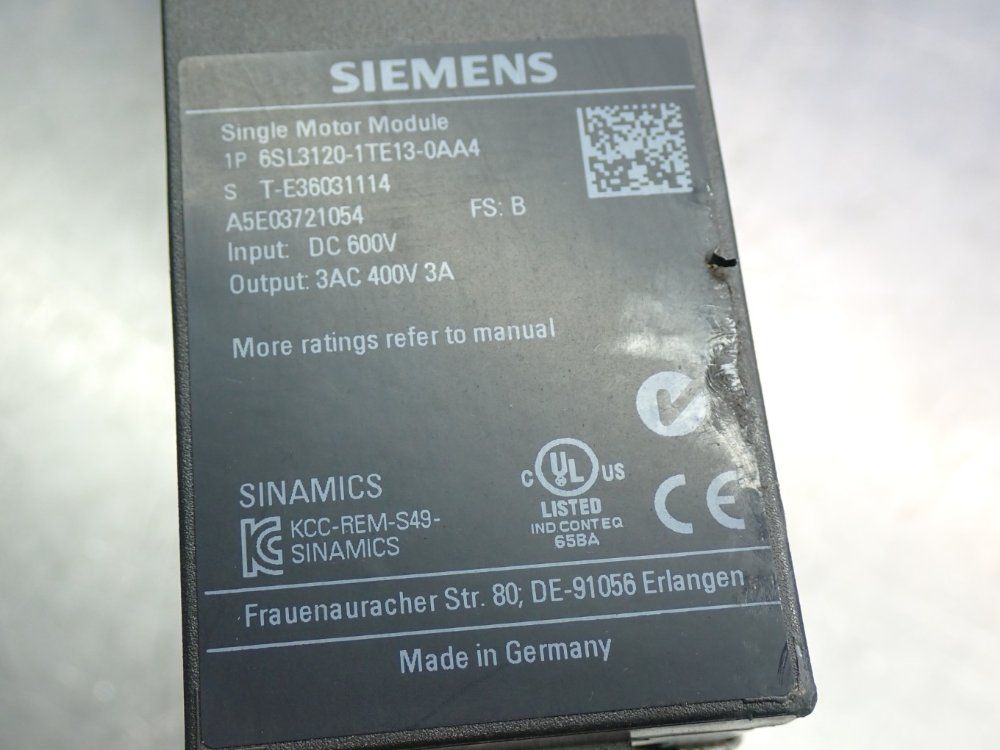 SIEMENS
Single Motor Module
1P 6SL3120-1TE13-0AA4
S T-E36031114
A5E03721054 FS: B
Input: DC 600V
Output: 3AC 400V 3A
More ratings refer to manual
SINAMICS
KCC-REM-S49-
SINAMICS
C UL US
LISTED
IND CONT EQ
65BA
CE
Frauenauracher Str. 80; DE-91056 Erlangen
Made in Germany